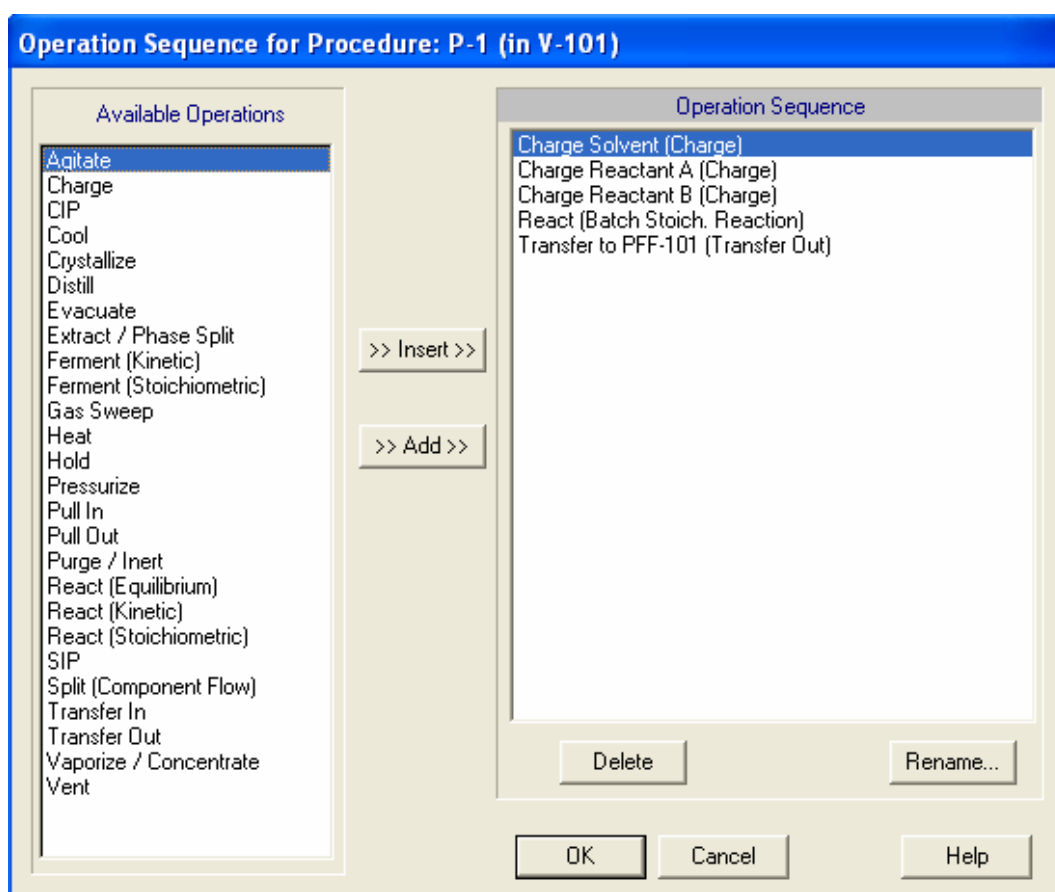 Operation Sequence for Procedure: P-1 (in V-101)
Available Operations
Agitate
Charge
CIP
Cool
Crystallize
Distill
Evacuate
Extract / Phase Split
Ferment (Kinetic)
Ferment (Stoichiometric)
Gas Sweep
Heat
Hold
Pressurize
Pull In
Pull Out
Purge / Inert
React (Equilibrium)
React (Kinetic)
React (Stoichiometric)
SIP
Split (Component Flow)
Transfer In
Transfer Out
Vaporize / Concentrate
Vent
>> Insert >>
>> Add >>
Operation Sequence
Charge Solvent (Charge)
Charge Reactant A (Charge)
Charge Reactant B (Charge)
React (Batch Stoich. Reaction)
Transfer to PFF-101 (Transfer Out)
Delete
Rename...
OK
Cancel
Help